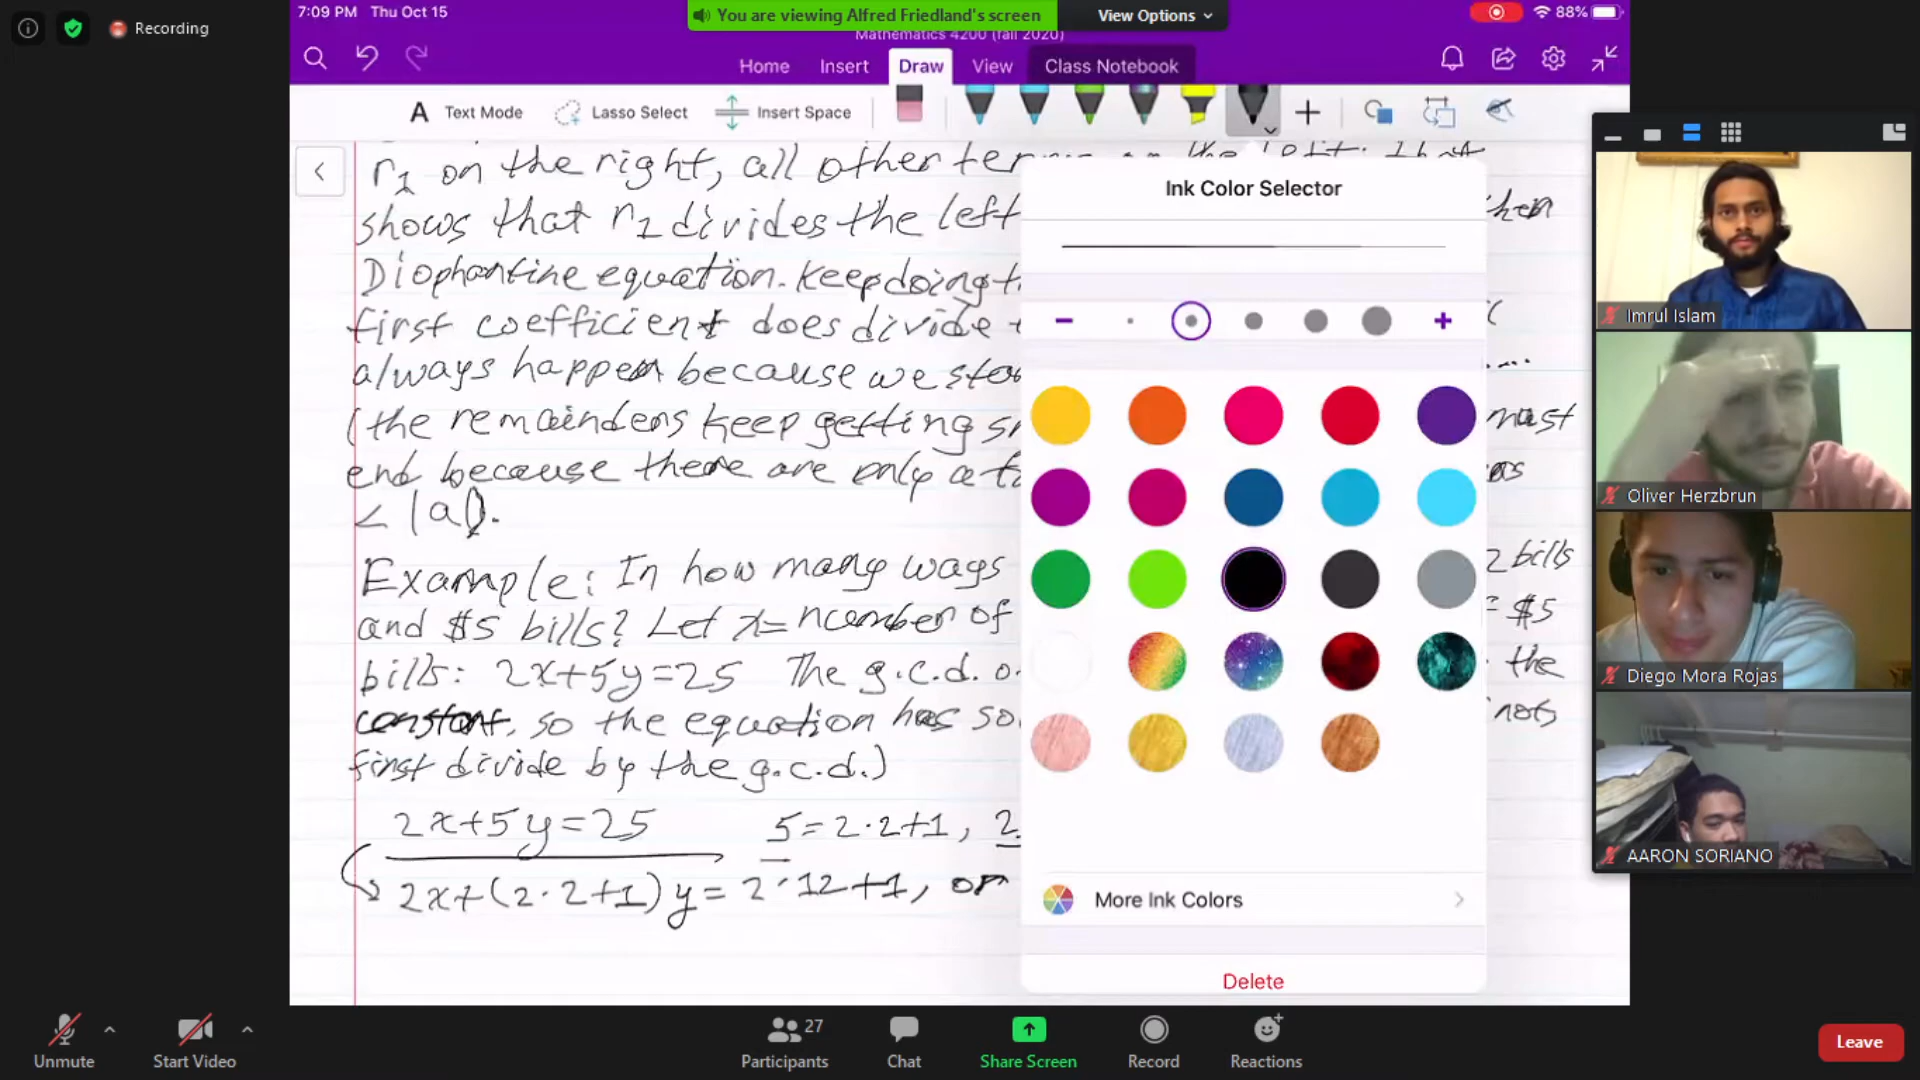 7:09 PM Thu Oct 15
Recording
You are viewing Alfred Friedland's screen
View Options
Mathematics 4200 (fall 2020)
88%
Home Insert Draw View Class Notebook
Text Mode Lasso Select Insert Space
r₁ on the right, all other
shows that r₁ divides the left then
Diophantine equation. Keep doing
first coefficient does divide
always happen because we
(the remainders keep getting must
end because there are only a
< |a|).
Example: In how many ways 2 bills
and $5 bills? Let x = number of = $5
bills: 2x+5y=25 The g.c.d. the
constant, so the equation has
first divide by the g.c.d.)
2x+5y=25 5=2·2+1, 2
2x+(2·2+1)y=2·12+1, or
Ink Color Selector
More Ink Colors
Delete
Imrul Islam
Oliver Herzbrun
Diego Mora Rojas
AARON SORIANO
Unmute
Start Video
27
Participants
Chat
Share Screen
Record
Reactions
Leave